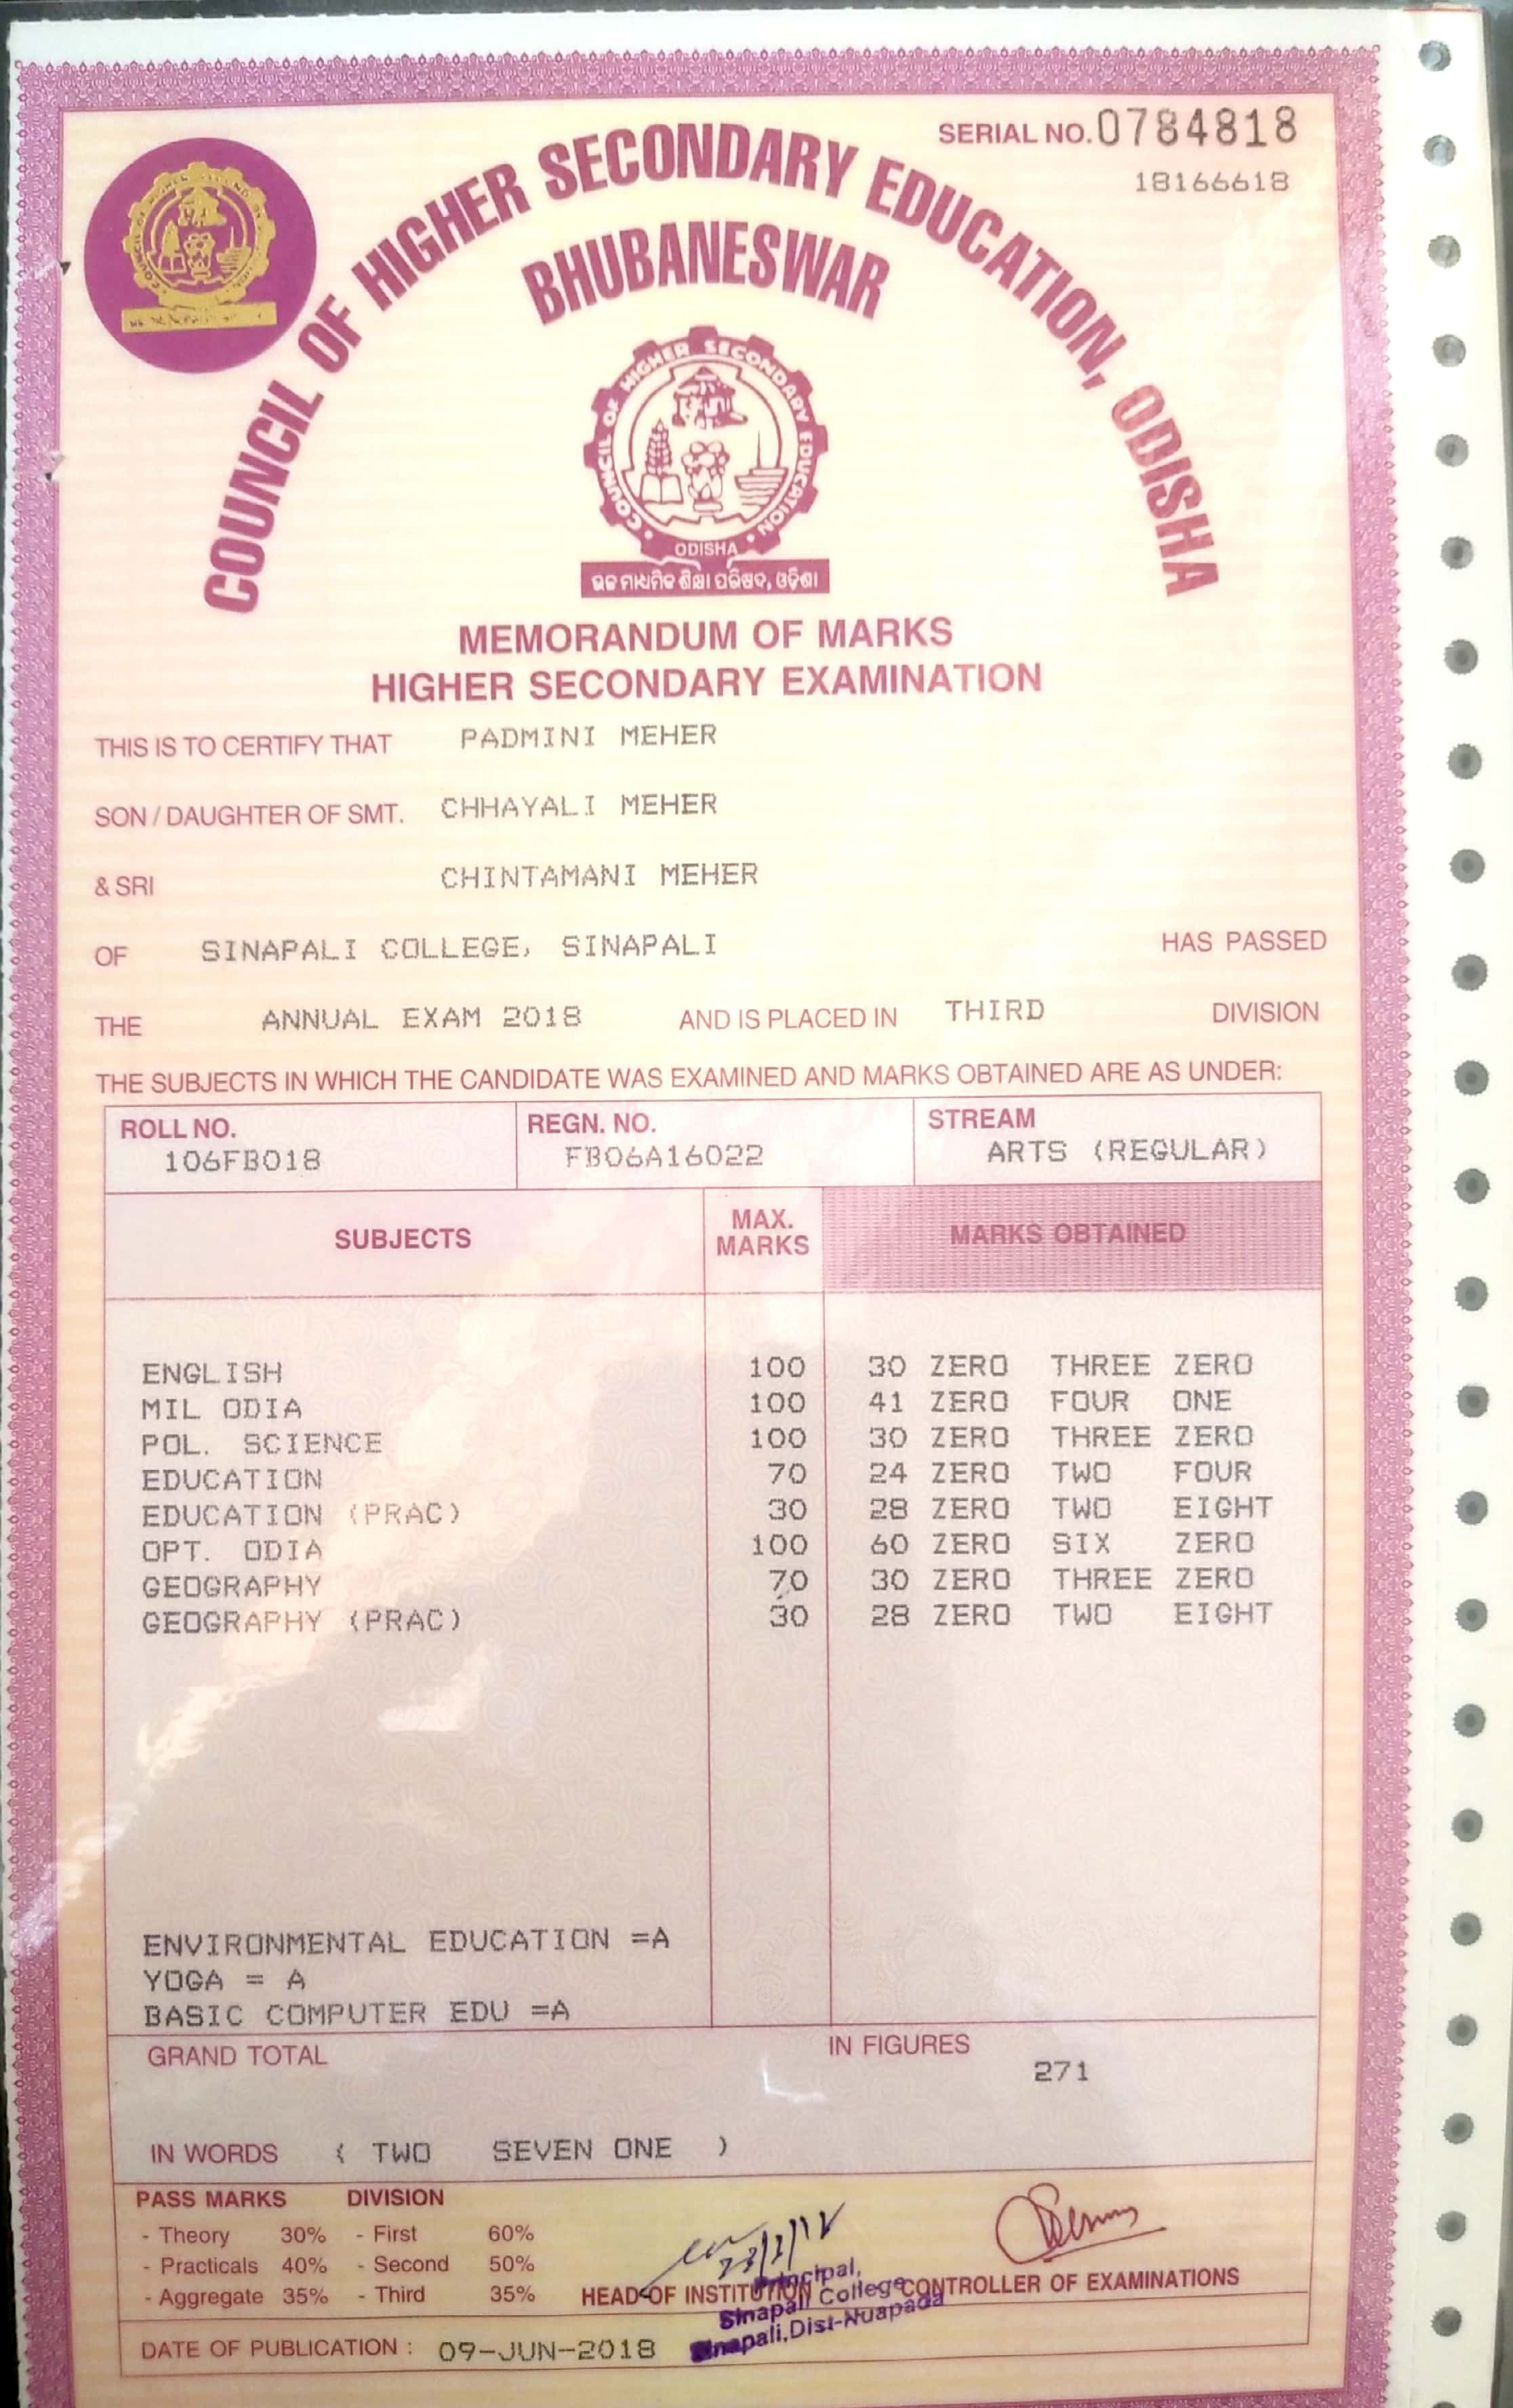 SERIAL NO. 0784818
18166618
COUNCIL OF HIGHER SECONDARY EDUCATION, ODISHA
BHUBANESWAR
COUNCIL OF HIGHER SECONDARY EDUCATION
ODISHA
ଉଚ୍ଚ ମାଧ୍ୟମିକ ଶିକ୍ଷା ପରିଷଦ, ଓଡ଼ିଶା
MEMORANDUM OF MARKS
HIGHER SECONDARY EXAMINATION
THIS IS TO CERTIFY THAT PADMINI MEHER
SON / DAUGHTER OF SMT. CHHAYALI MEHER
& SRI CHINTAMANI MEHER
OF SINAPALI COLLEGE, SINAPALI HAS PASSED
THE ANNUAL EXAM 2018 AND IS PLACED IN THIRD DIVISION
THE SUBJECTS IN WHICH THE CANDIDATE WAS EXAMINED AND MARKS OBTAINED ARE AS UNDER:
ROLL NO. REGN. NO. STREAM
106FB018 FB06A16022 ARTS (REGULAR)
SUBJECTS MAX. MARKS MARKS OBTAINED
ENGLISH 100 30 ZERO THREE ZERO
MIL ODIA 100 41 ZERO FOUR ONE
POL. SCIENCE 100 30 ZERO THREE ZERO
EDUCATION 70 24 ZERO TWO FOUR
EDUCATION (PRAC) 30 28 ZERO TWO EIGHT
OPT. ODIA 100 60 ZERO SIX ZERO
GEOGRAPHY 70 30 ZERO THREE ZERO
GEOGRAPHY (PRAC) 30 28 ZERO TWO EIGHT
ENVIRONMENTAL EDUCATION =A
YOGA = A
BASIC COMPUTER EDU =A
GRAND TOTAL IN FIGURES 271
IN WORDS ( TWO SEVEN ONE )
PASS MARKS DIVISION
- Theory 30% - First 60%
- Practicals 40% - Second 50%
- Aggregate 35% - Third 35%
HEAD OF INSTITUTION CONTROLLER OF EXAMINATIONS
Principal,
Sinapali College
Sinapali, Dist-Nuapada
DATE OF PUBLICATION : 09-JUN-2018